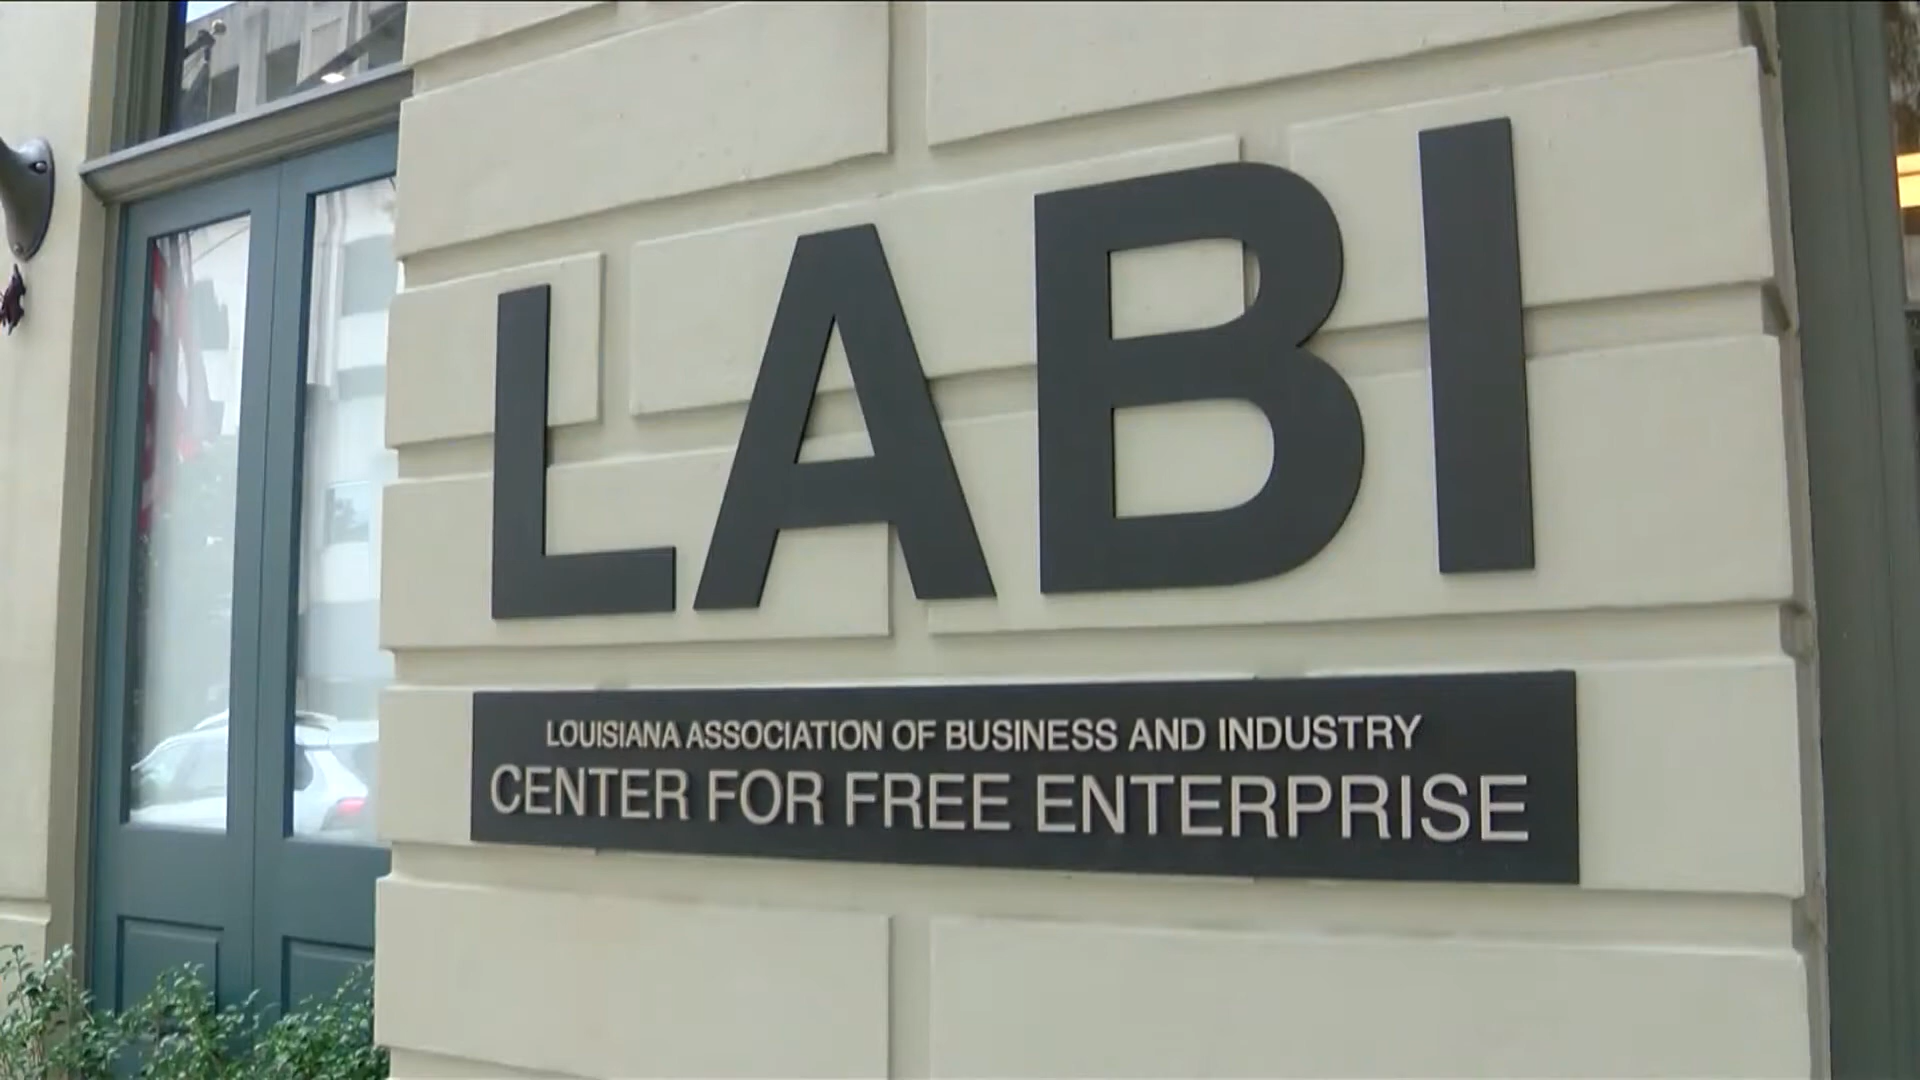 LABI
LOUISIANA ASSOCIATION OF BUSINESS AND INDUSTRY
CENTER FOR FREE ENTERPRISE